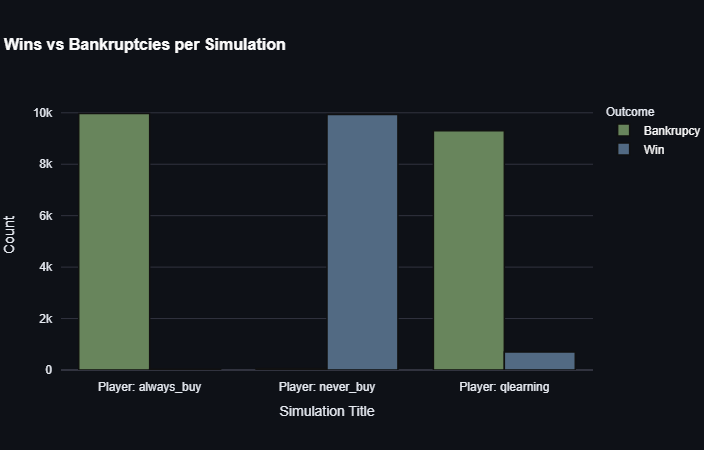 Wins vs Bankruptcies per Simulation
Outcome
Bankrupcy
Win
Count
10k
8k
6k
4k
2k
0
Player: always_buy
Player: never_buy
Player: qlearning
Simulation Title